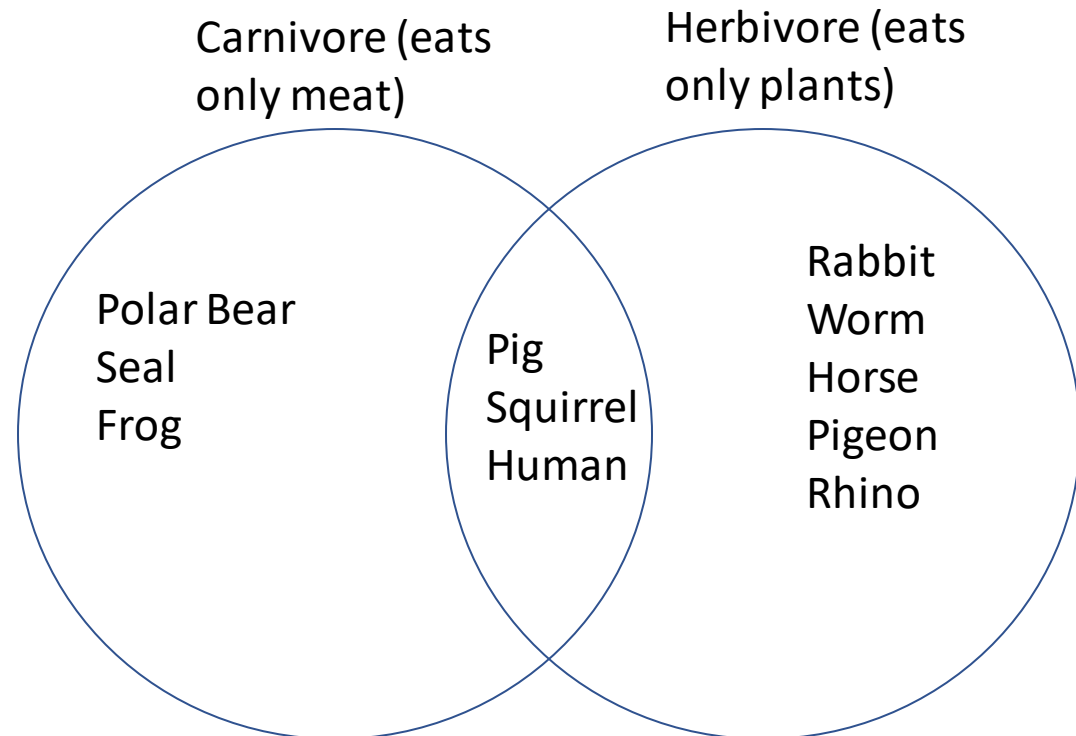 Carnivore (eats
only meat)
Herbivore (eats
only plants)
Polar Bear
Seal
Frog
Pig
Squirrel
Human
Rabbit
Worm
Horse
Pigeon
Rhino